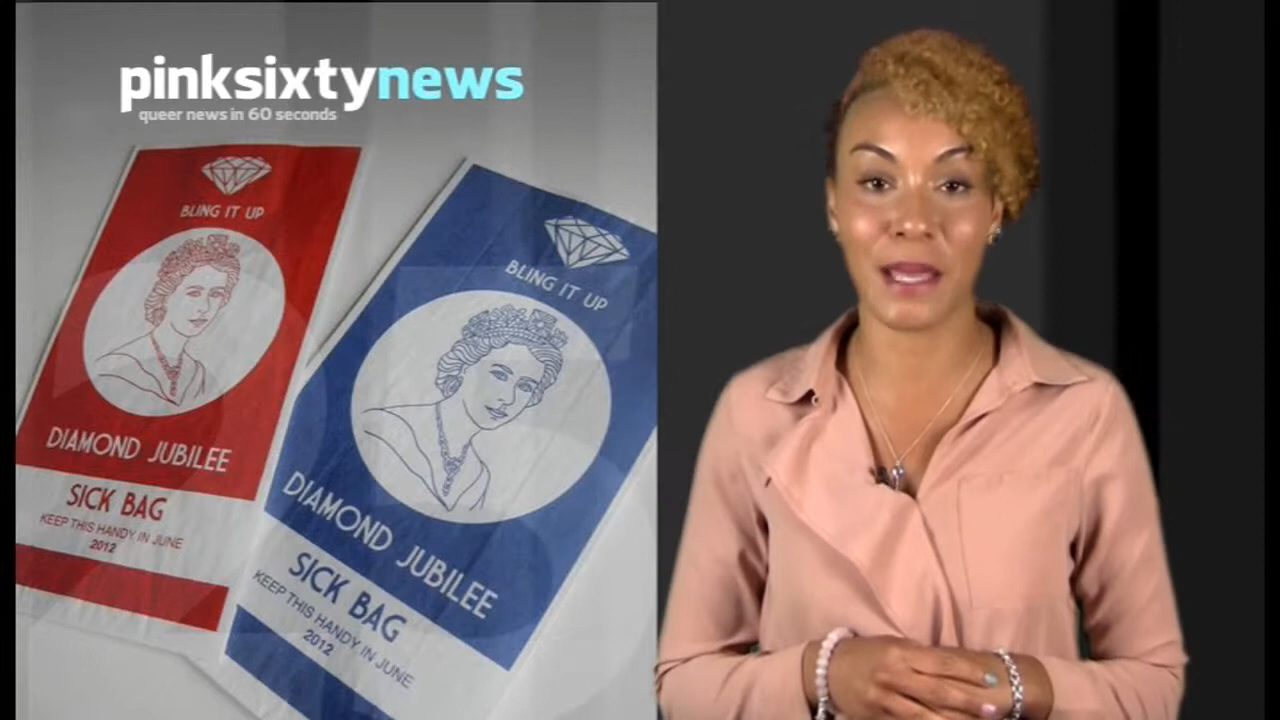 pinksixtynews
queer news in 60 seconds
BLING IT UP
DIAMOND JUBILEE
SICK BAG
KEEP THIS HANDY IN JUNE
2012
BLING IT UP
DIAMOND JUBILEE
SICK BAG
KEEP THIS HANDY IN JUNE
2012